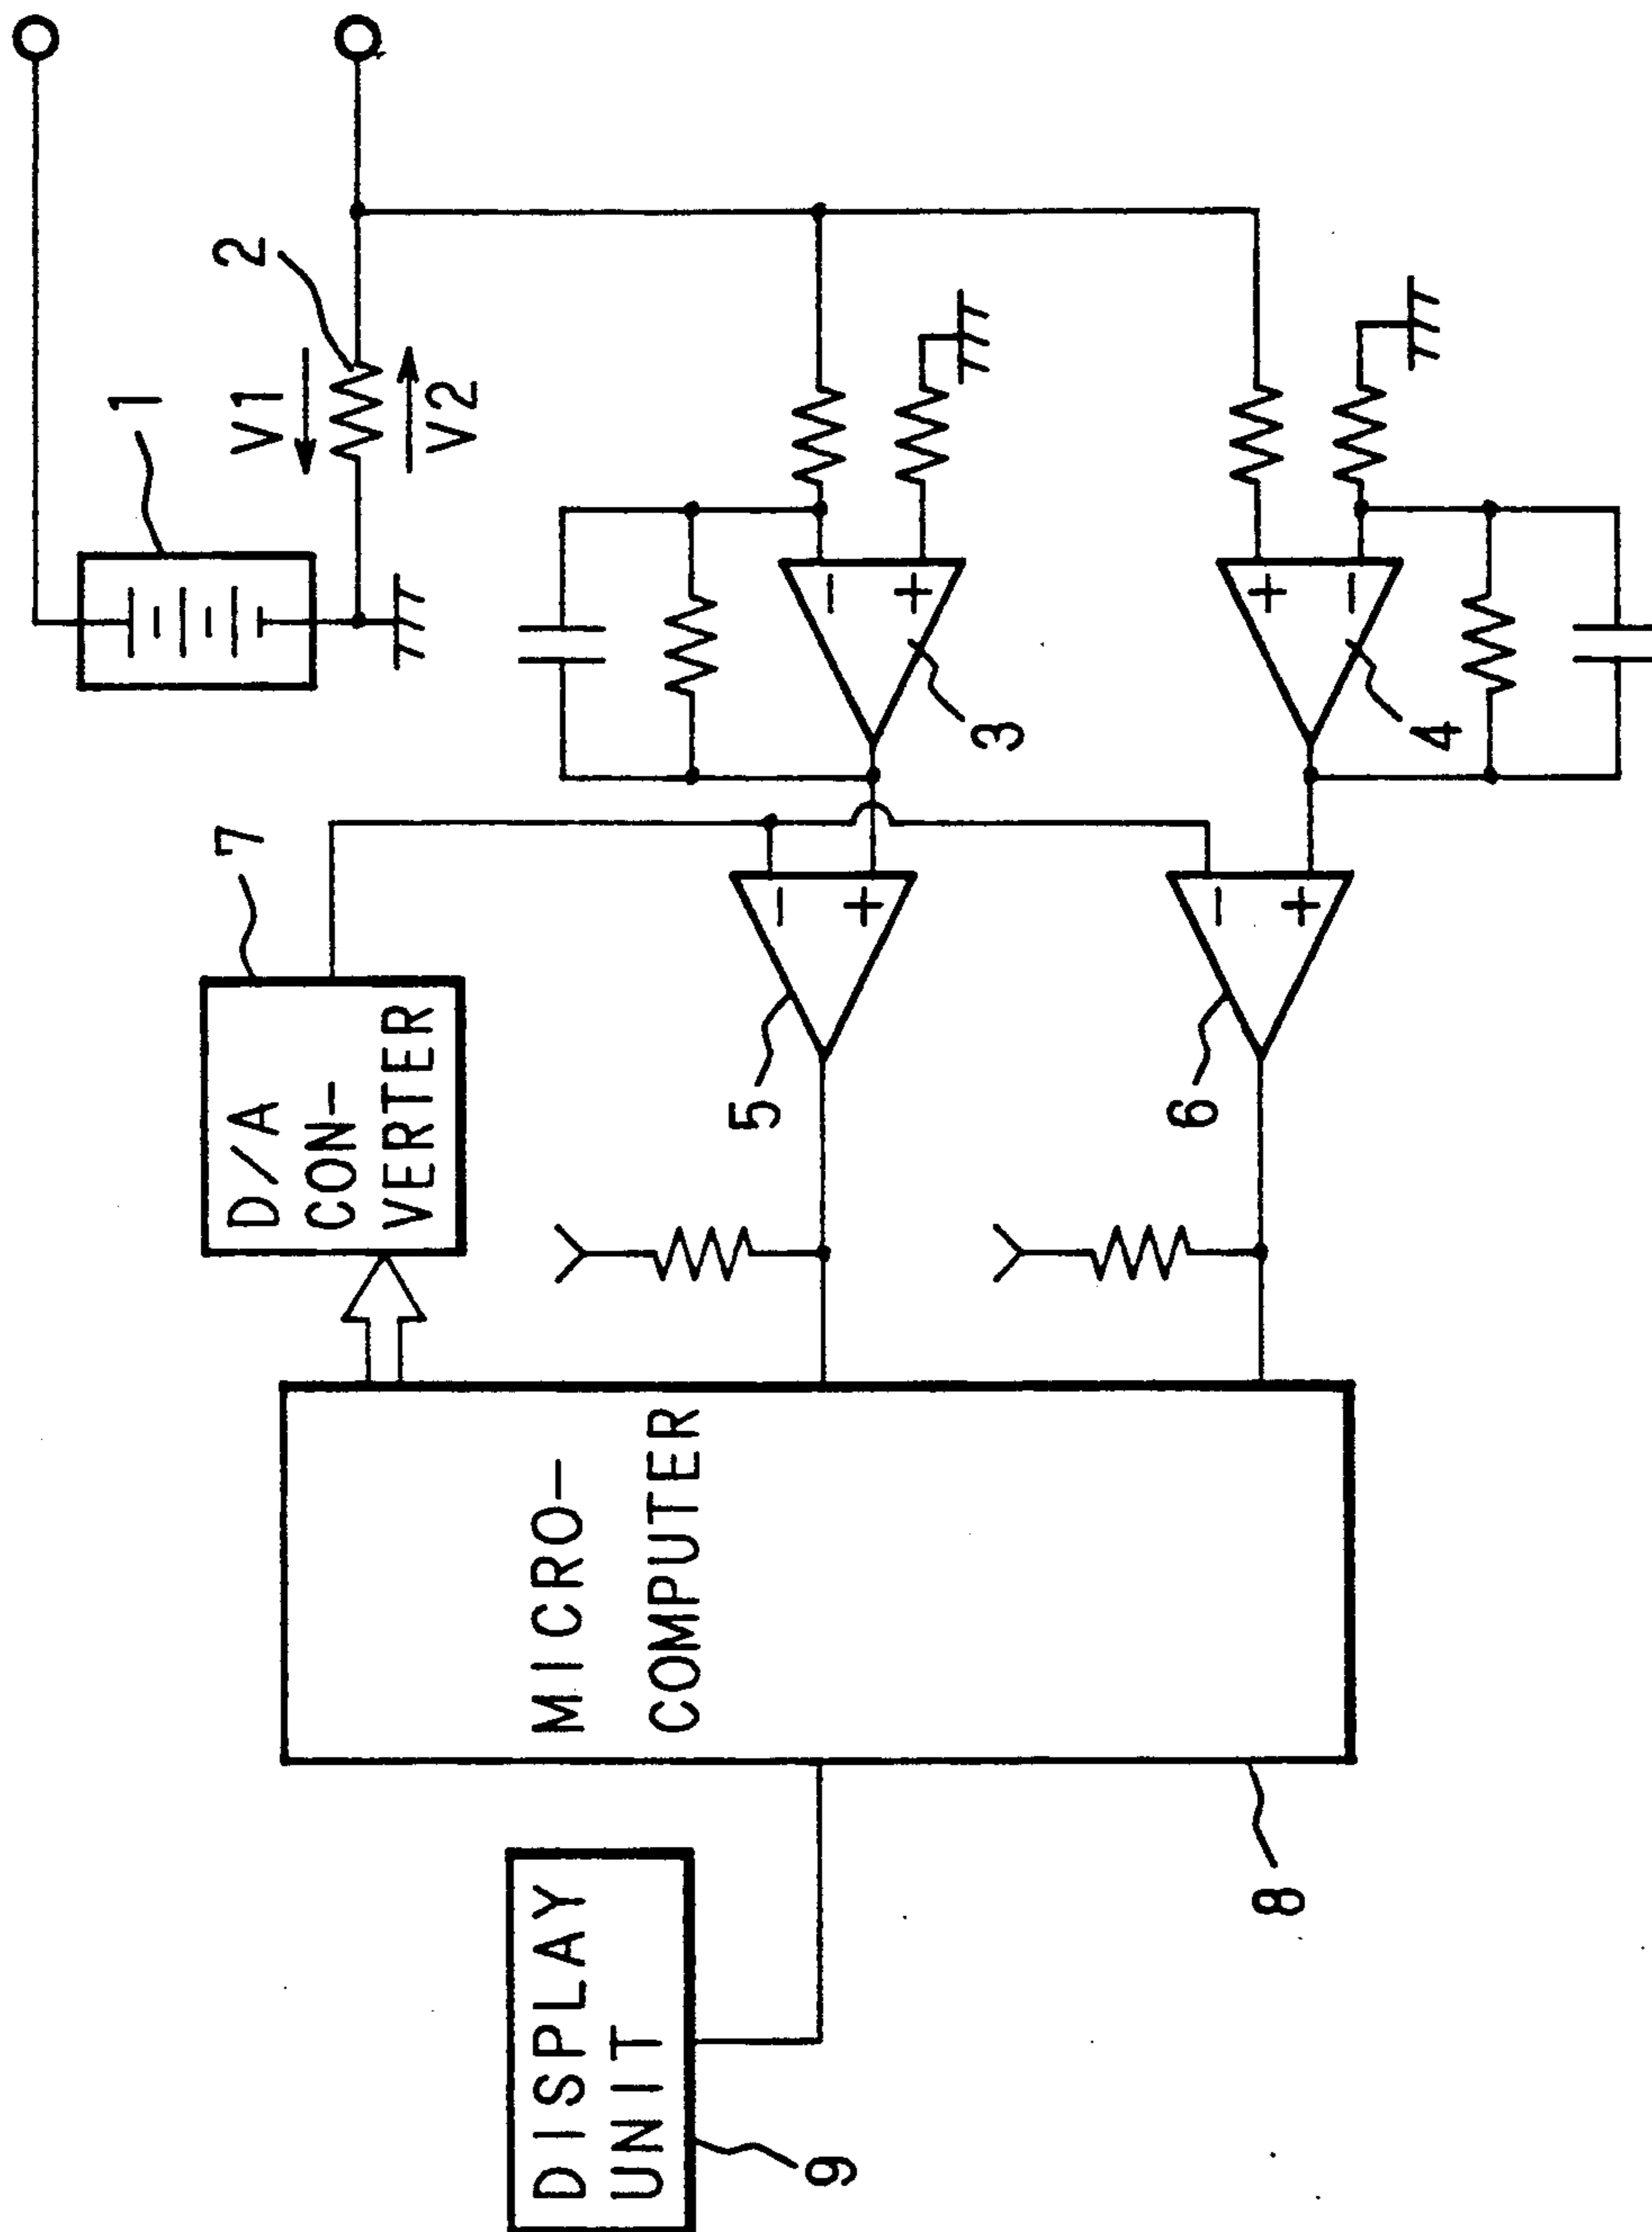 1
V1
2
V2
3
4
7
D/A
CON-
VERTER
5
6
MICRO-
COMPUTER
8
DISPLAY
UNIT
9